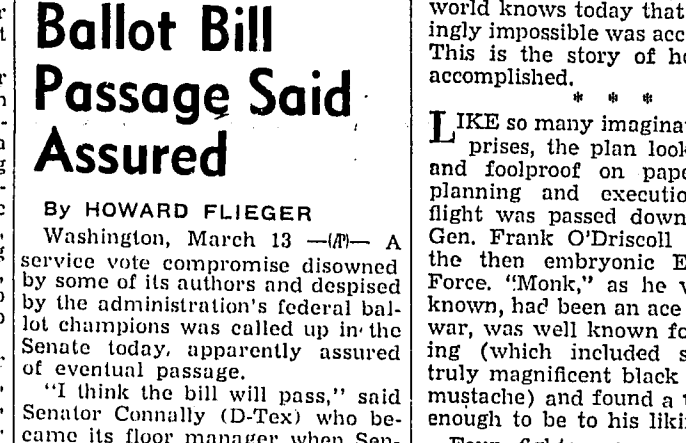 Ballot Bill
Passage Said
Assured
By HOWARD FLIEGER
Washington, March 13 —(AP)— A
service vote compromise disowned
by some of its authors and despised
by the administration's federal bal-
lot champions was called up in the
Senate today, apparently assured
of eventual passage.
"I think the bill will pass," said
Senator Connally (D-Tex) who be-
came its floor manager when Sen-
world knows today that
ingly impossible was acc
This is the story of h
accomplished.
* * *
LIKE so many imagina
prises, the plan look
and foolproof on pape
planning and executio
flight was passed down
Gen. Frank O'Driscoll
the then embryonic E
Force. "Monk," as he
known, had been an ace
war, was well known fo
ing (which included s
truly magnificent black
mustache) and found a
enough to be to his liki